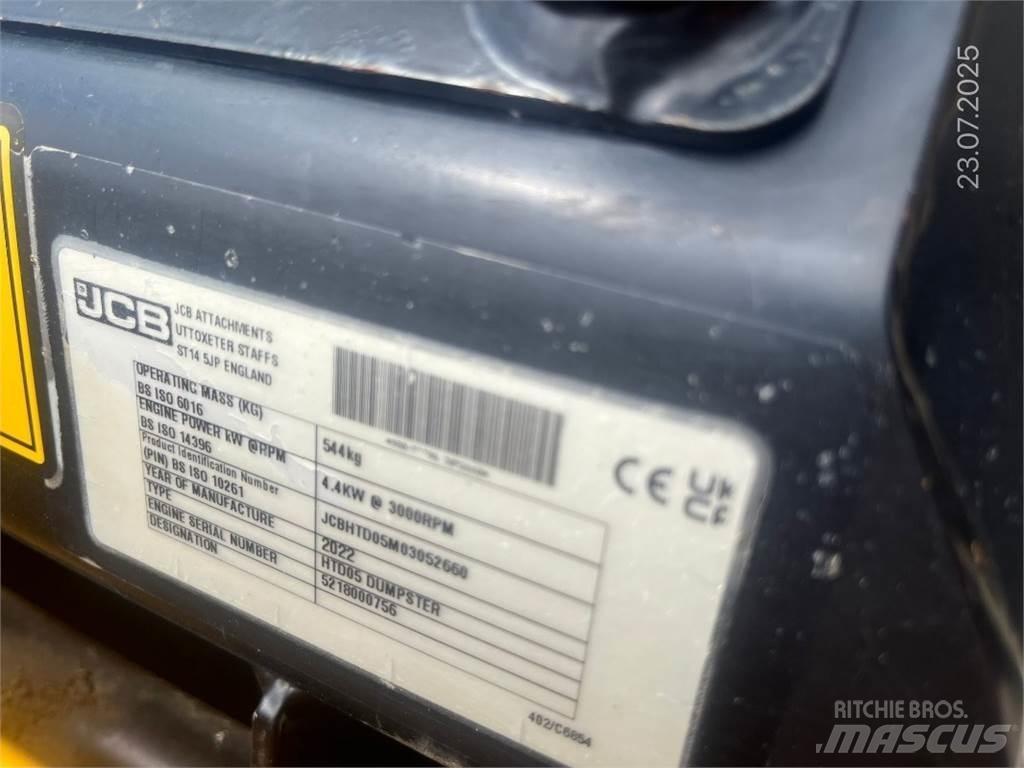 23.07.2025
JCB
JCB ATTACHMENTS
UTTOXETER STAFFS
ST14 5JP ENGLAND
OPERATING MASS (KG)
BS ISO 6016
544kg
ENGINE POWER kW @RPM
BS ISO 14396
4.4KW @ 3000RPM
Product Identification Number
(PIN) BS ISO 10261
JCBHTD05M03052660
YEAR OF MANUFACTURE 2022
TYPE HTD05 DUMPSTER
ENGINE SERIAL NUMBER 5218000756
DESIGNATION
CE UK CA
402/C6854
RITCHIE BROS.
MASCUS